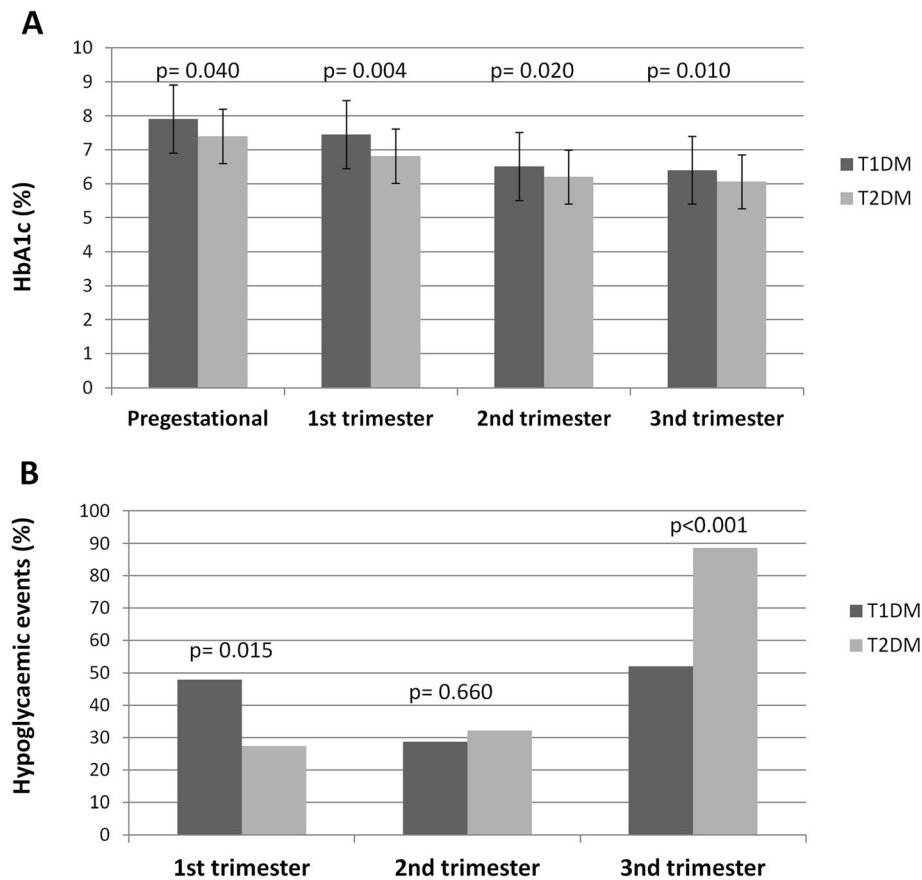 A
10
9
8
7
6
5
4
3
2
1
0
HbA1c (%)
p= 0.040
p= 0.004
p= 0.020
p= 0.010
Pregestational
1st trimester
2nd trimester
3nd trimester
T1DM
T2DM
B
100
90
80
70
60
50
40
30
20
10
0
Hypoglycaemic events (%)
p= 0.015
p= 0.660
p<0.001
1st trimester
2nd trimester
3nd trimester
T1DM
T2DM